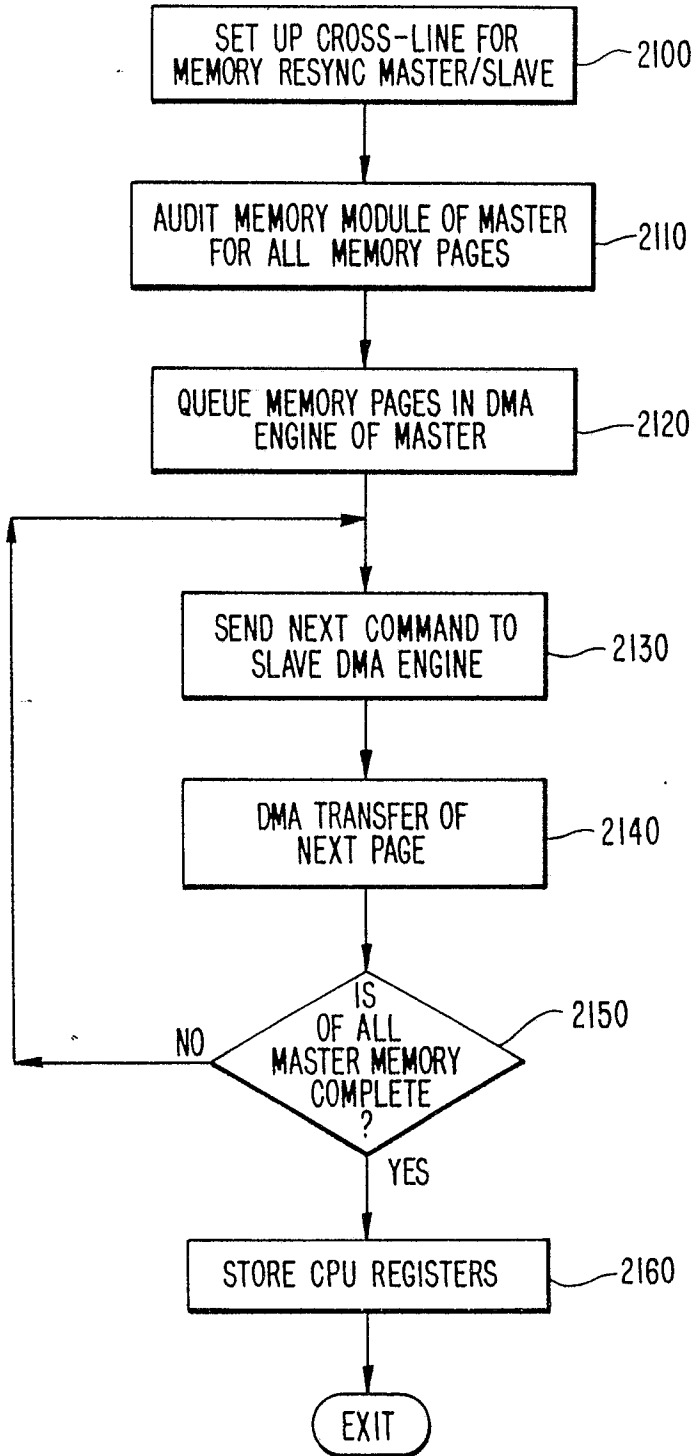 SET UP CROSS-LINE FOR
MEMORY RESYNC MASTER/SLAVE
2100
AUDIT MEMORY MODULE OF MASTER
FOR ALL MEMORY PAGES
2110
QUEUE MEMORY PAGES IN DMA
ENGINE OF MASTER
2120
SEND NEXT COMMAND TO
SLAVE DMA ENGINE
2130
DMA TRANSFER OF
NEXT PAGE
2140
IS
OF ALL
MASTER MEMORY
COMPLETE
?
2150
NO
YES
STORE CPU REGISTERS
2160
EXIT